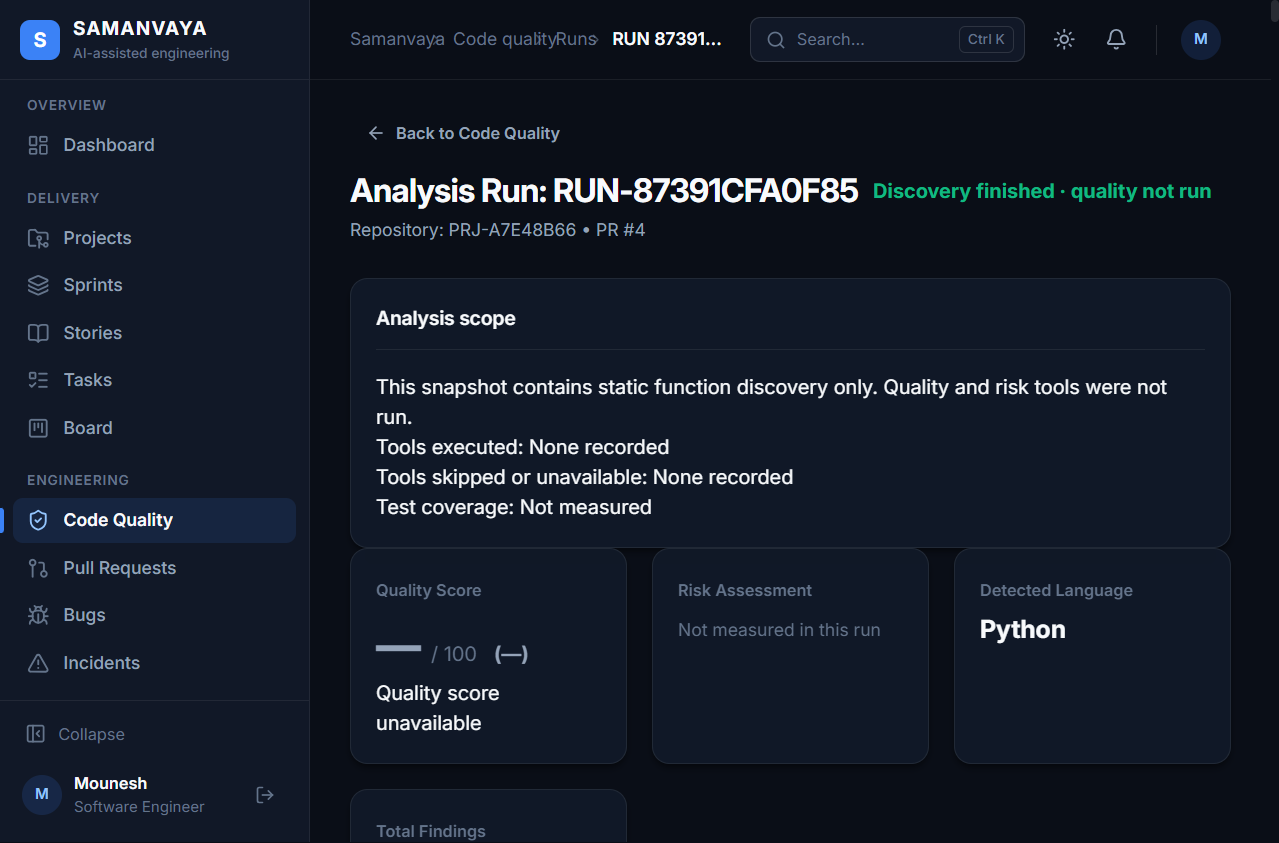 S
SAMANVAYA
AI-assisted engineering
OVERVIEW
Dashboard
DELIVERY
Projects
Sprints
Stories
Tasks
Board
ENGINEERING
Code Quality
Pull Requests
Bugs
Incidents
Collapse
M
Mounesh
Software Engineer
Samanvaya Code quality Runs RUN 87391...
Search...
Ctrl K
M
Back to Code Quality
Analysis Run: RUN-87391CFA0F85 Discovery finished · quality not run
Repository: PRJ-A7E48B66 • PR #4
Analysis scope
This snapshot contains static function discovery only. Quality and risk tools were not
run.
Tools executed: None recorded
Tools skipped or unavailable: None recorded
Test coverage: Not measured
Quality Score
— / 100 (—)
Quality score
unavailable
Risk Assessment
Not measured in this run
Detected Language
Python
Total Findings